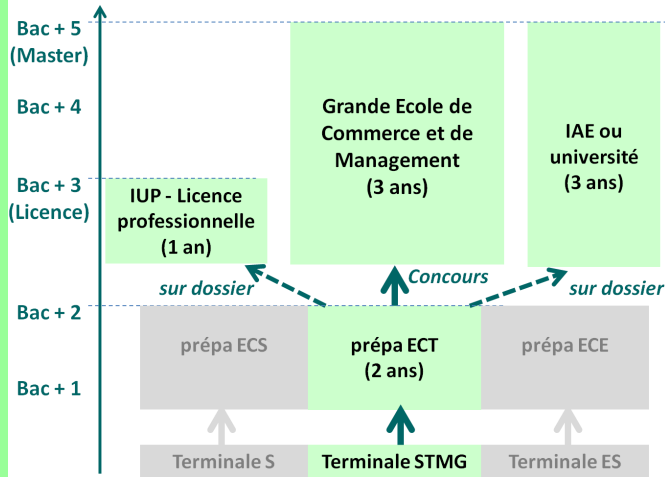 Bac + 5
(Master)
Bac + 4
Grande Ecole de
Commerce et de
Management
(3 ans)
IAE ou
université
(3 ans)
Bac + 3
(Licence)
IUP - Licence
professionnelle
(1 an)
sur dossier
Concours
sur dossier
Bac + 2
prépa ECS
prépa ECT
(2 ans)
prépa ECE
Bac + 1
Terminale S
Terminale STMG
Terminale ES